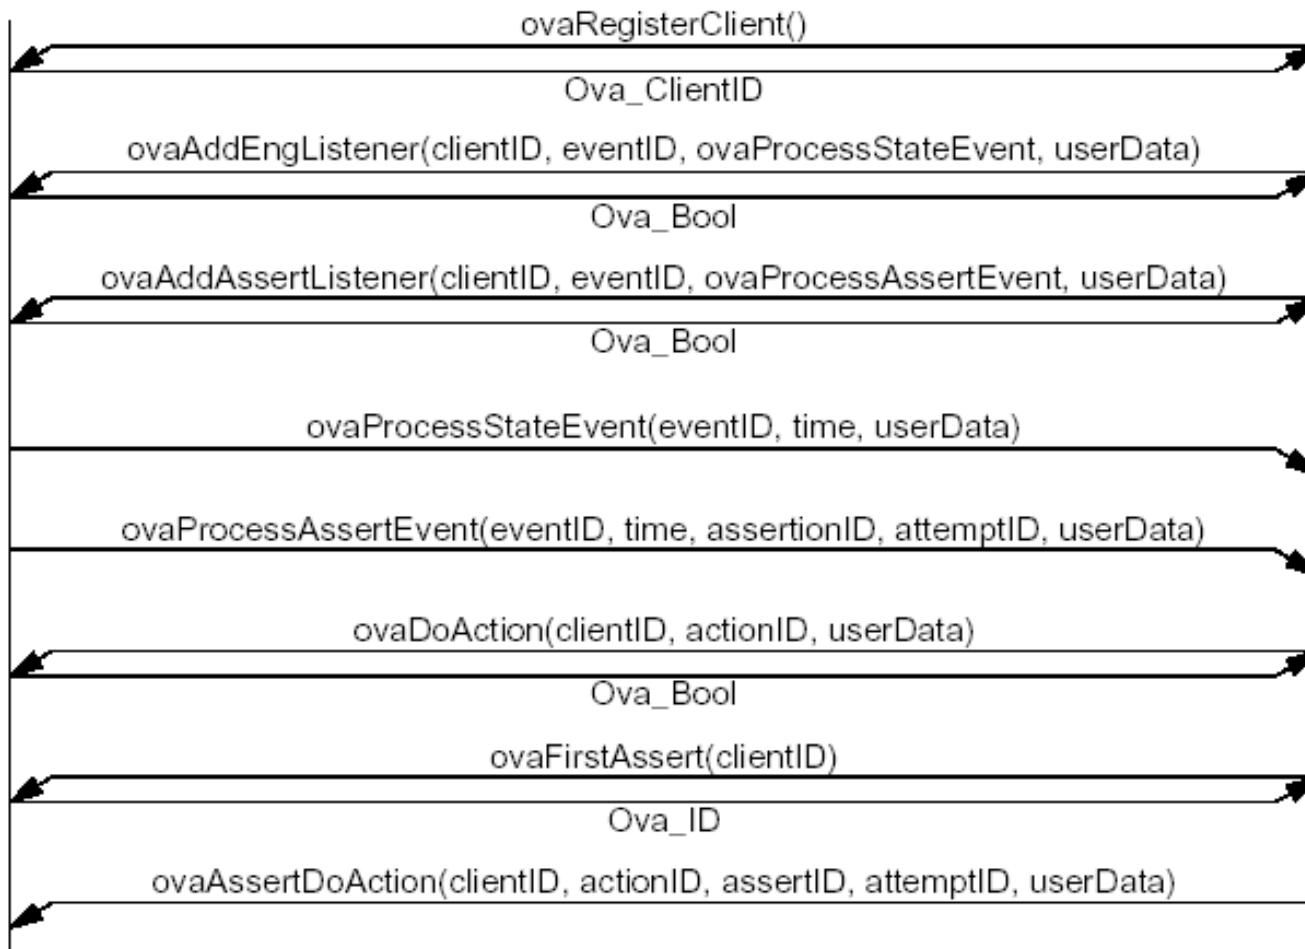 ovaRegisterClient()
Ova_ClientID
ovaAddEngListener(clientID, eventID, ovaProcessStateEvent, userData)
Ova_Bool
ovaAddAssertListener(clientID, eventID, ovaProcessAssertEvent, userData)
Ova_Bool
ovaProcessStateEvent(eventID, time, userData)
ovaProcessAssertEvent(eventID, time, assertionID, attemptID, userData)
ovaDoAction(clientID, actionID, userData)
Ova_Bool
ovaFirstAssert(clientID)
Ova_ID
ovaAssertDoAction(clientID, actionID, assertID, attemptID, userData)